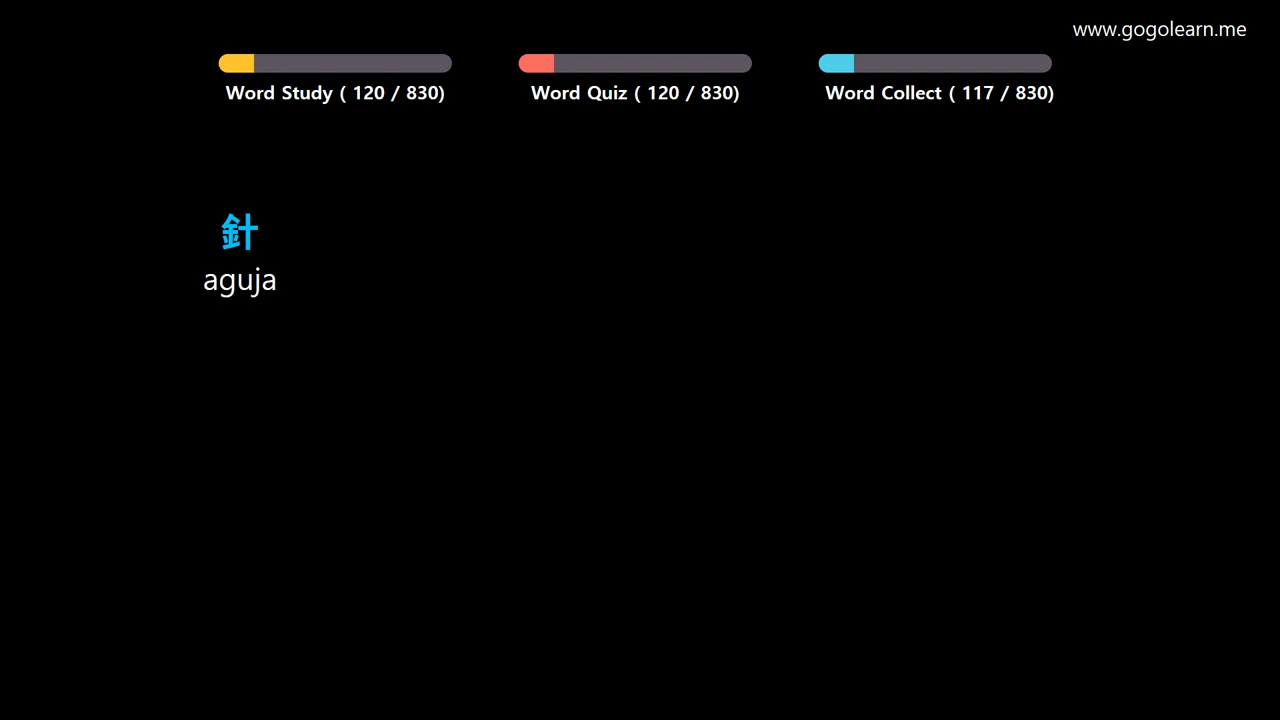 www.gogolearn.me
Word Study ( 120 / 830)
Word Quiz ( 120 / 830)
Word Collect ( 117 / 830)
針
aguja